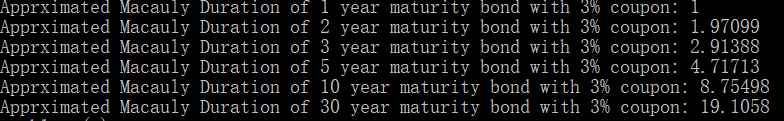 Apprximated Macauly Duration of 1 year maturity bond with 3% coupon: 1
Apprximated Macauly Duration of 2 year maturity bond with 3% coupon: 1.97099
Apprximated Macauly Duration of 3 year maturity bond with 3% coupon: 2.91388
Apprximated Macauly Duration of 5 year maturity bond with 3% coupon: 4.71713
Apprximated Macauly Duration of 10 year maturity bond with 3% coupon: 8.75498
Apprximated Macauly Duration of 30 year maturity bond with 3% coupon: 19.1058